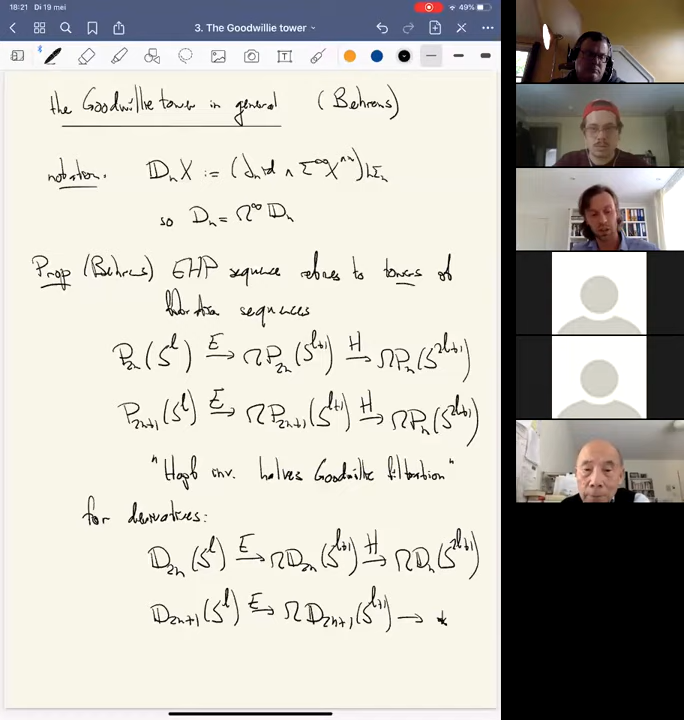 18:21 Di 19 mei
49%
3. The Goodwillie tower
the Goodwillie tower in general (Behrens)
notation. 𝔻ₙX := (∂ₙid ∧ Σ^∞X^∧n)hΣₙ
so Dₙ = Ω^∞ 𝔻ₙ
Prop (Behrens) EHP sequence refines to towers of
fibration sequences
P₂ₙ(S^l) E→ ΩP₂ₙ(S^l+1) H→ ΩPₙ(S^2l+1)
P₂ₙ₊₁(S^l) E→ ΩP₂ₙ₊₁(S^l+1) H→ ΩPₙ(S^2l+1)
"Hopf inv. halves Goodwillie filtration"
for derivatives:
𝔻₂ₙ(S^l) E→ Ω𝔻₂ₙ(S^l+1) H→ Ω𝔻ₙ(S^2l+1)
𝔻₂ₙ₊₁(S^l) E→ Ω𝔻₂ₙ₊₁(S^l+1) → *